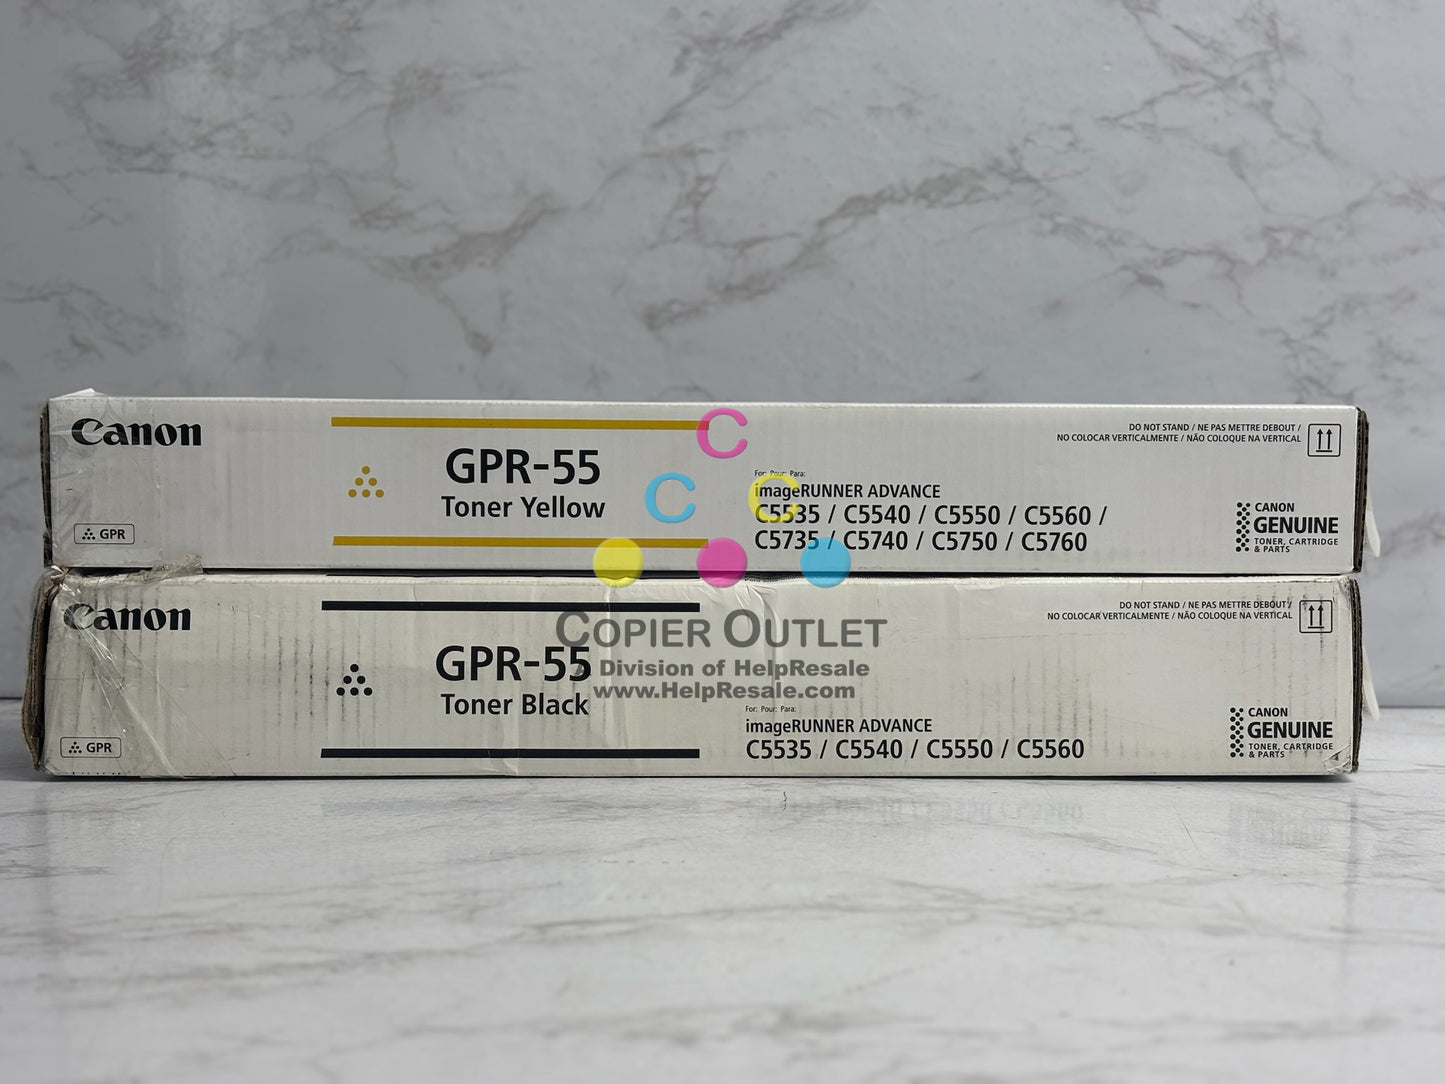 Canon
GPR-55
Toner Yellow
GPR
For: Pour: Para:
imageRUNNER ADVANCE
C5535 / C5540 / C5550 / C5560 /
C5735 / C5740 / C5750 / C5760
DO NOT STAND / NE PAS METTRE DEBOUT /
NO COLOCAR VERTICALMENTE / NÃO COLOQUE NA VERTICAL
CANON
GENUINE
TONER, CARTRIDGE
& PARTS
C
C C
COPIER OUTLET
A Division of HelpResale
www.HelpResale.com
Canon
GPR-55
Toner Black
GPR
For: Pour: Para:
imageRUNNER ADVANCE
C5535 / C5540 / C5550 / C5560
DO NOT STAND / NE PAS METTRE DEBOUT /
NO COLOCAR VERTICALMENTE / NÃO COLOQUE NA VERTICAL
CANON
GENUINE
TONER, CARTRIDGE
& PARTS